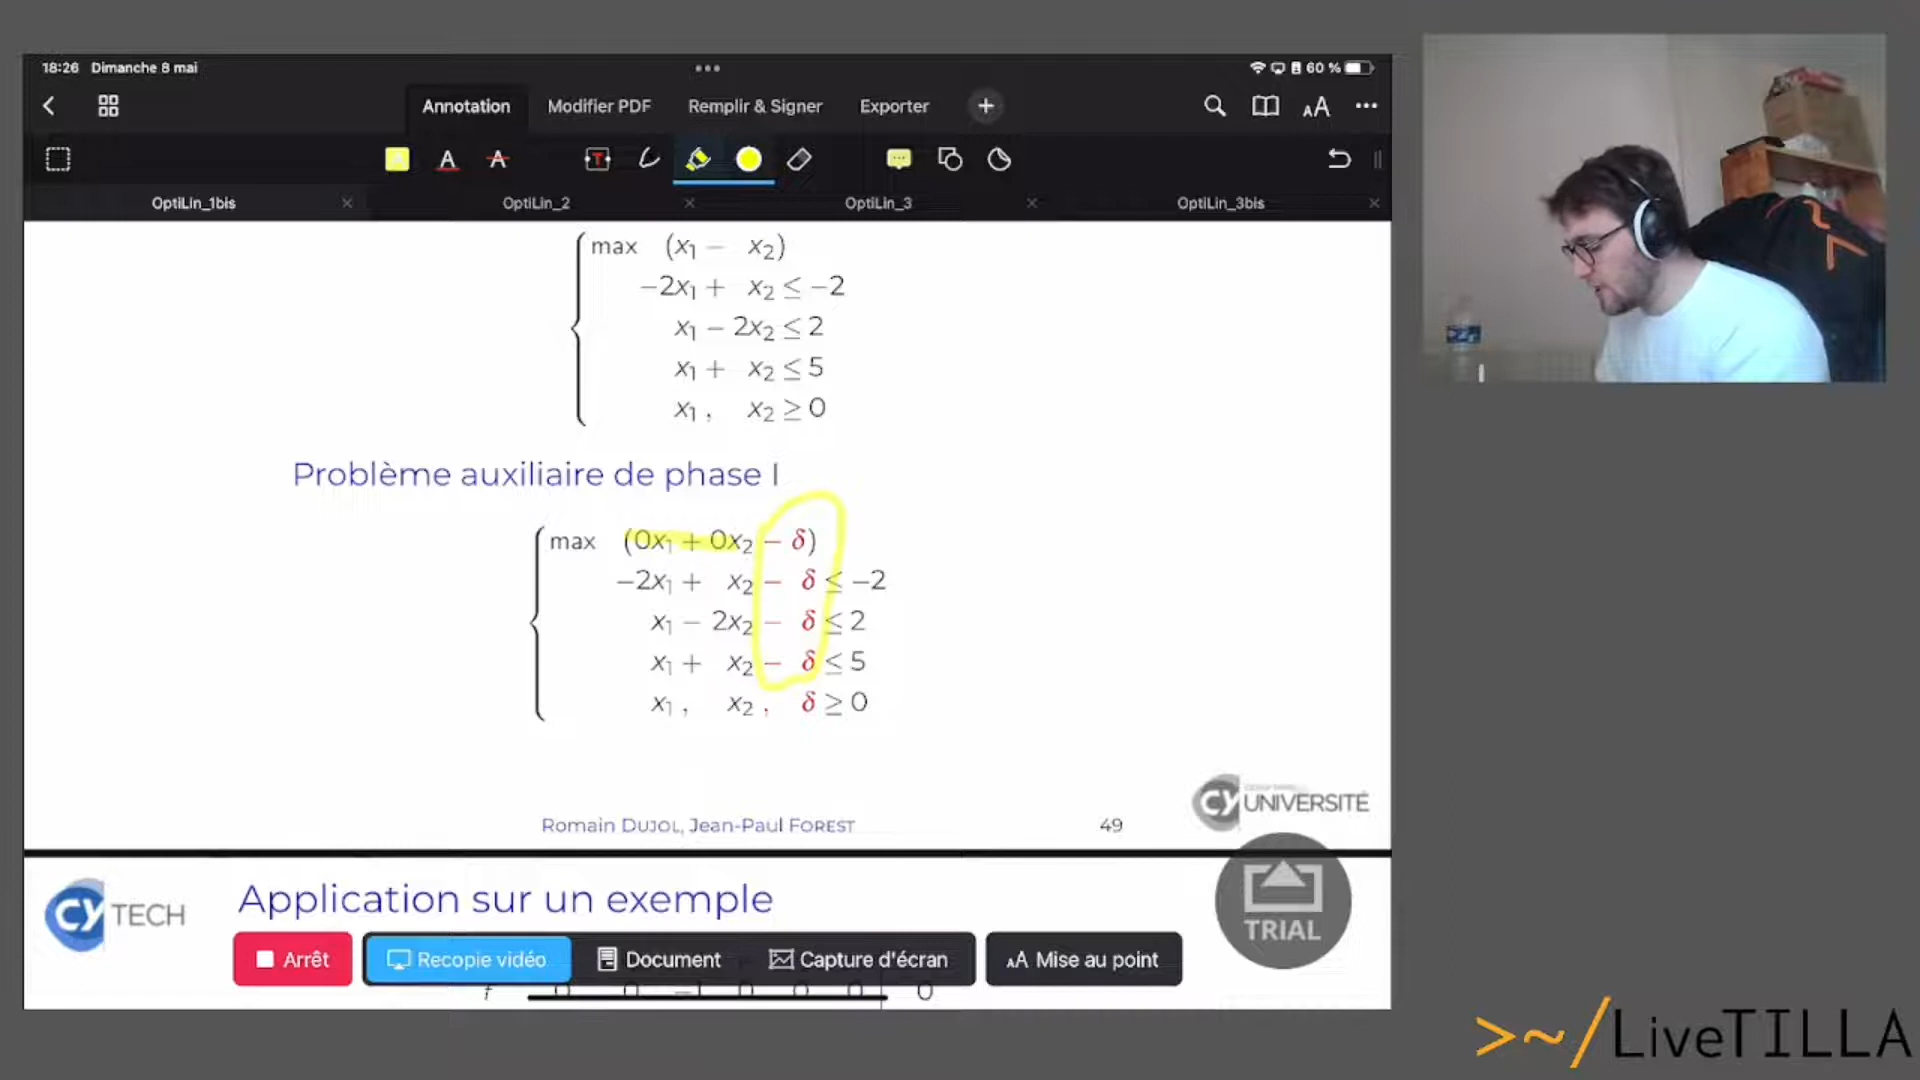 18:26 Dimanche 8 mai
60 %
Annotation Modifier PDF Remplir & Signer Exporter
AA
A A A T
OptiLin_1bis OptiLin_2 OptiLin_3 OptiLin_3bis
max (x₁ − x₂)
−2x₁ + x₂ ≤ −2
x₁ − 2x₂ ≤ 2
x₁ + x₂ ≤ 5
x₁ , x₂ ≥ 0
Problème auxiliaire de phase I
max (0x₁ + 0x₂ − δ)
−2x₁ + x₂ − δ ≤ −2
x₁ − 2x₂ − δ ≤ 2
x₁ + x₂ − δ ≤ 5
x₁ , x₂ , δ ≥ 0
CY UNIVERSITÉ
Romain DUJOL, Jean-Paul FOREST 49
CY TECH
Application sur un exemple
TRIAL
Arrêt Recopie vidéo Document Capture d'écran AA Mise au point
>~/LiveTILLA